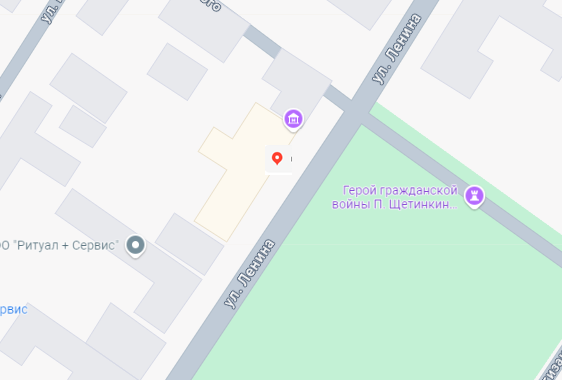 ул. Ленина
Герой гражданской
войны П. Щетинкин...
О "Ритуал + Сервис"
ул. Ленина
рвис